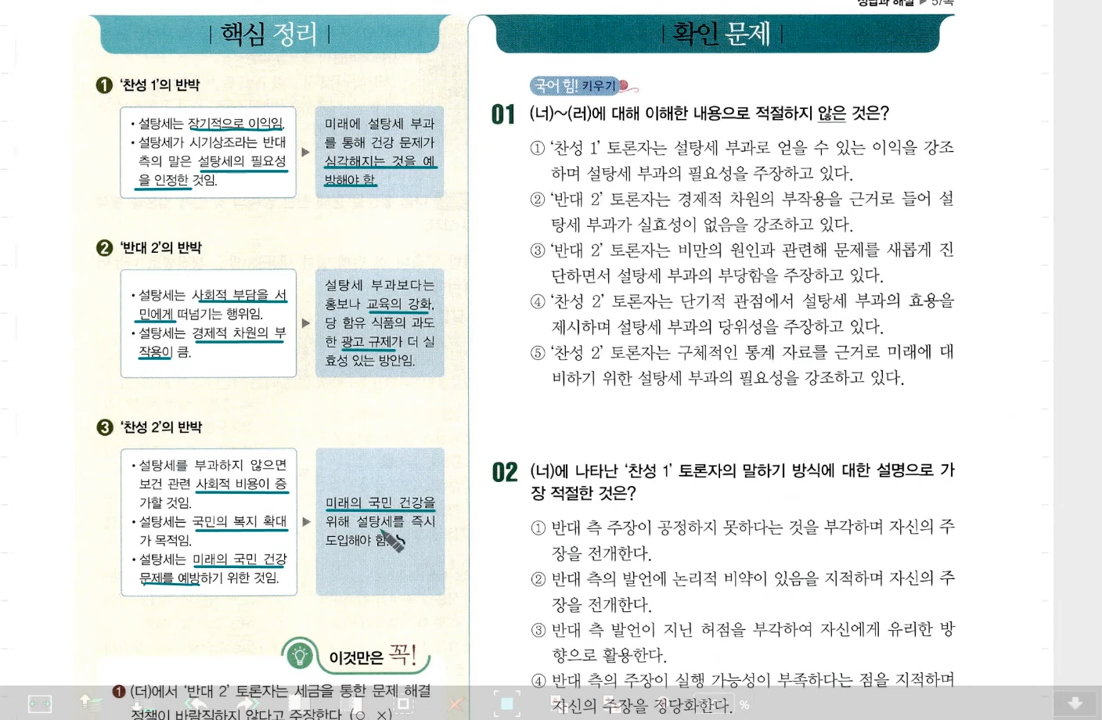 정답과 해설 ▶ 57쪽
| 핵심 정리 |
❶ ‘찬성 1’의 반박
• 설탕세는 장기적으로 이익임.
• 설탕세가 시기상조라는 반대
측의 말은 설탕세의 필요성
을 인정한 것임.
▶
미래에 설탕세 부과
를 통해 건강 문제가
심각해지는 것을 예
방해야 함.
❷ ‘반대 2’의 반박
• 설탕세는 사회적 부담을 서
민에게 떠넘기는 행위임.
• 설탕세는 경제적 차원의 부
작용이 큼.
▶
설탕세 부과보다는
홍보나 교육의 강화,
당 함유 식품의 과도
한 광고 규제가 더 실
효성 있는 방안임.
❸ ‘찬성 2’의 반박
• 설탕세를 부과하지 않으면
보건 관련 사회적 비용이 증
가할 것임.
• 설탕세는 국민의 복지 확대
가 목적임.
• 설탕세는 미래의 국민 건강
문제를 예방하기 위한 것임.
▶
미래의 국민 건강을
위해 설탕세를 즉시
도입해야 함.
이것만은 꼭!
❶ (더)에서 ‘반대 2’ 토론자는 세금을 통한 문제 해결
정책이 바람직하지 않다고 주장한다. (○, ×)
| 확인 문제 |
국어 힘! 키우기
01 (너)~(러)에 대해 이해한 내용으로 적절하지 않은 것은?
① ‘찬성 1’ 토론자는 설탕세 부과로 얻을 수 있는 이익을 강조
하며 설탕세 부과의 필요성을 주장하고 있다.
② ‘반대 2’ 토론자는 경제적 차원의 부작용을 근거로 들어 설
탕세 부과가 실효성이 없음을 강조하고 있다.
③ ‘반대 2’ 토론자는 비만의 원인과 관련해 문제를 새롭게 진
단하면서 설탕세 부과의 부당함을 주장하고 있다.
④ ‘찬성 2’ 토론자는 단기적 관점에서 설탕세 부과의 효용을
제시하며 설탕세 부과의 당위성을 주장하고 있다.
⑤ ‘찬성 2’ 토론자는 구체적인 통계 자료를 근거로 미래에 대
비하기 위한 설탕세 부과의 필요성을 강조하고 있다.
02 (너)에 나타난 ‘찬성 1’ 토론자의 말하기 방식에 대한 설명으로 가
장 적절한 것은?
① 반대 측 주장이 공정하지 못하다는 것을 부각하며 자신의 주
장을 전개한다.
② 반대 측의 발언에 논리적 비약이 있음을 지적하며 자신의 주
장을 전개한다.
③ 반대 측 발언이 지닌 허점을 부각하여 자신에게 유리한 방
향으로 활용한다.
④ 반대 측의 주장이 실행 가능성이 부족하다는 점을 지적하며
자신의 주장을 정당화한다.
%